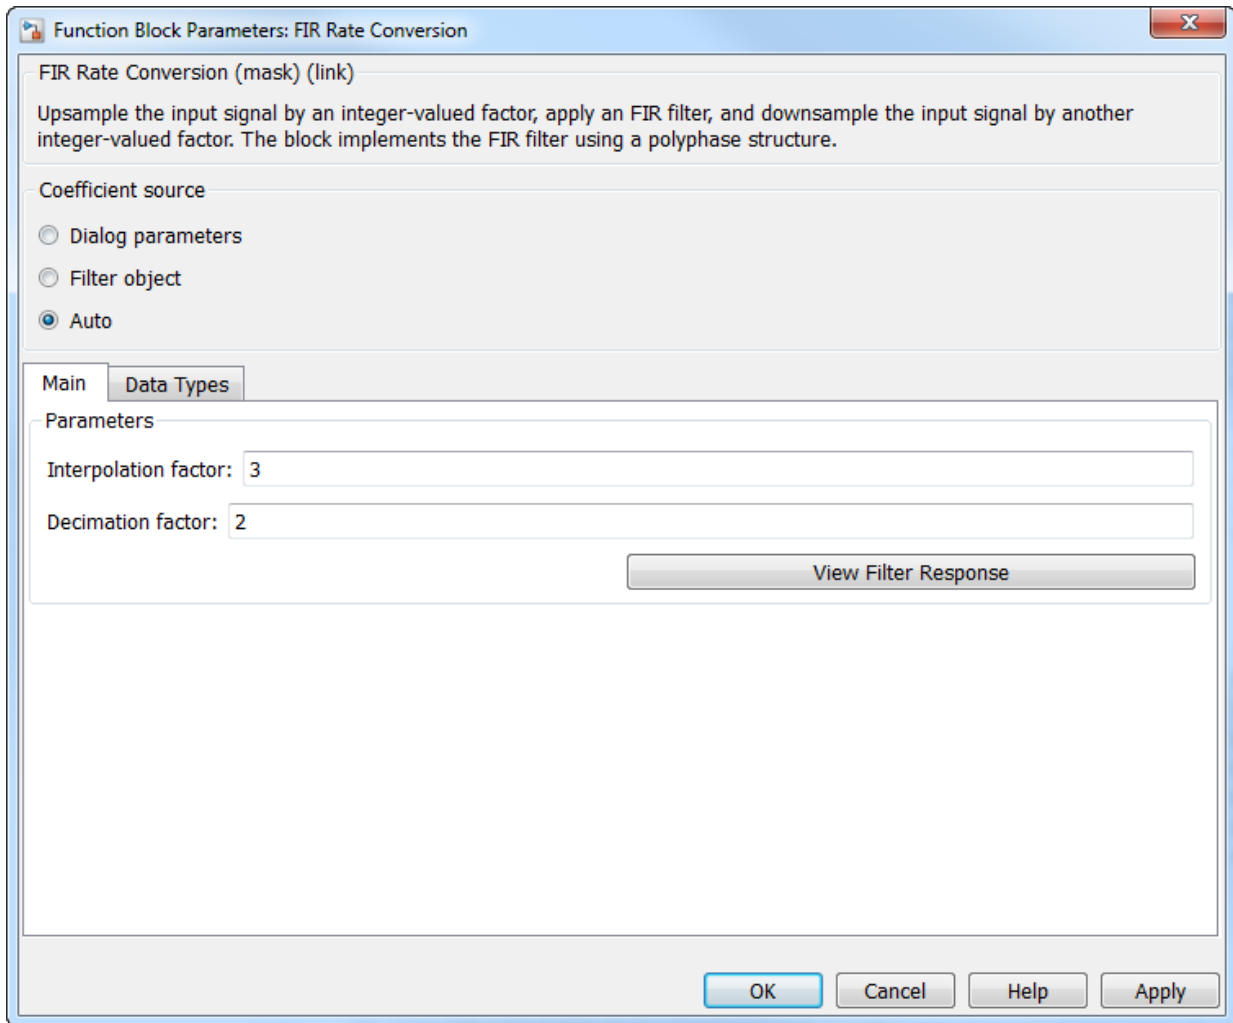 Function Block Parameters: FIR Rate Conversion
FIR Rate Conversion (mask) (link)
Upsample the input signal by an integer-valued factor, apply an FIR filter, and downsample the input signal by another
integer-valued factor. The block implements the FIR filter using a polyphase structure.
Coefficient source
Dialog parameters
Filter object
Auto
Main Data Types
Parameters
Interpolation factor: 3
Decimation factor: 2
View Filter Response
OK Cancel Help Apply